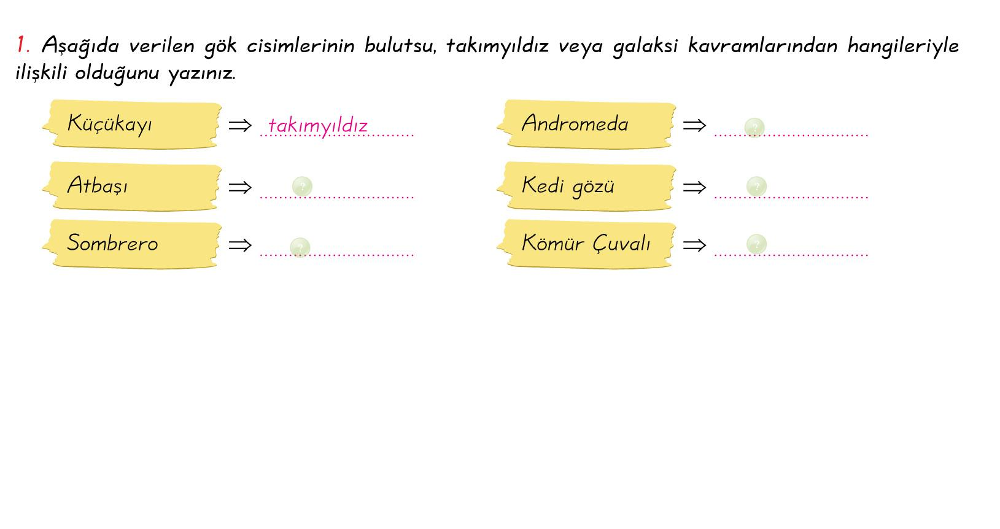 1. Aşağıda verilen gök cisimlerinin bulutsu, takımyıldız veya galaksi kavramlarından hangileriyle
ilişkili olduğunu yazınız.
Küçükayı ⇒ takımyıldız
Andromeda ⇒ ?
Atbaşı ⇒ ?
Kedi gözü ⇒ ?
Sombrero ⇒ ?
Kömür Çuvalı ⇒ ?